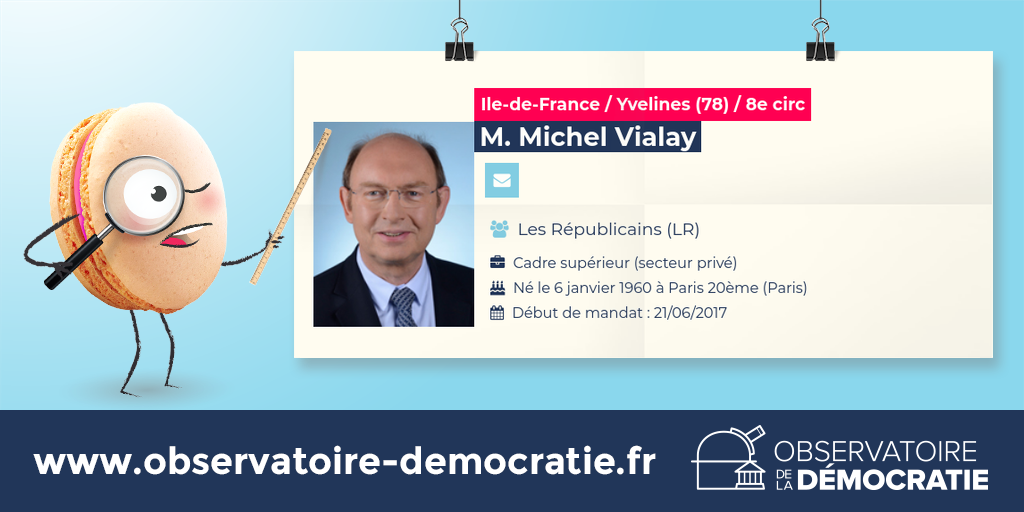 Ile-de-France / Yvelines (78) / 8e circ
M. Michel Vialay
Les Républicains (LR)
Cadre supérieur (secteur privé)
Né le 6 janvier 1960 à Paris 20ème (Paris)
Début de mandat : 21/06/2017
www.observatoire-democratie.fr
OBSERVATOIRE
DE LA DÉMOCRATIE